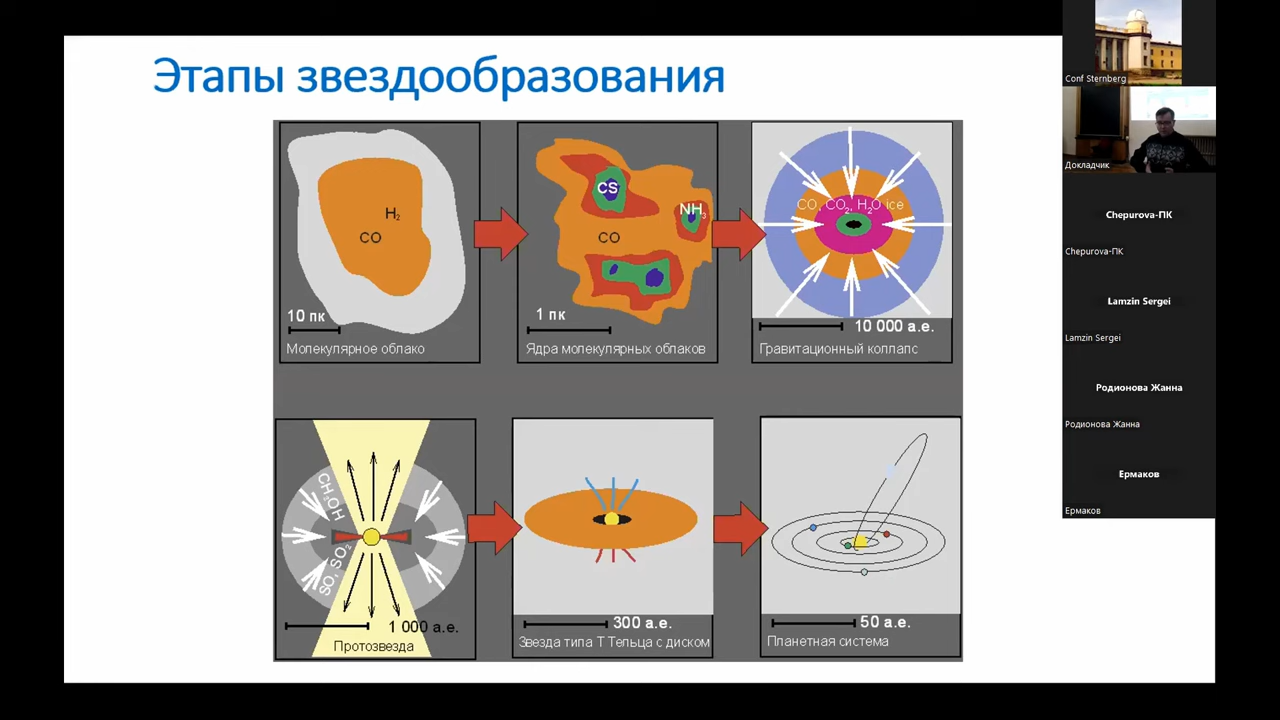 Этапы звездообразования
H₂
CO
10 пк
Молекулярное облако
CS
NH₃
CO
1 пк
Ядра молекулярных облаков
CO, CO₂, H₂O ice
10 000 а.е.
Гравитационный коллапс
CH₃OH
SO, SO₂
1 000 а.е.
Протозвезда
300 а.е.
Звезда типа Т Тельца с диском
50 а.е.
Планетная система
Conf Sternberg
Докладчик
Chepurova-ПК
Chepurova-ПК
Lamzin Sergei
Lamzin Sergei
Родионова Жанна
Родионова Жанна
Ермаков
Ермаков